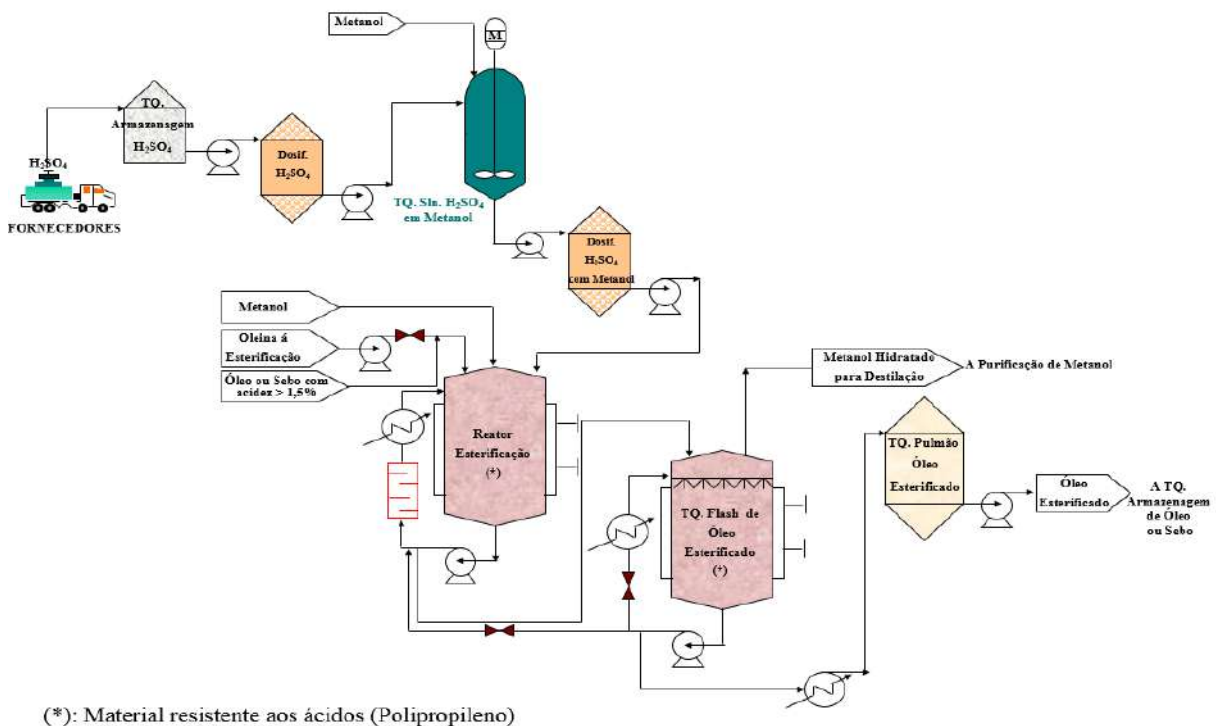 Metanol
M
TQ.
Armazenagem
H₂SO₄
H₂SO₄
FORNECEDORES
Dosif.
H₂SO₄
TQ. Sln. H₂SO₄
em Metanol
Dosif.
H₂SO₄
com Metanol
Metanol
Oleina á
Esterificação
Óleo ou Sebo com
acidez > 1,5%
Reator
Esterificação
(*)
Metanol Hidratado
para Destilação
A Purificação de Metanol
TQ. Flash de
Óleo
Esterificado
(*)
TQ. Pulmão
Óleo
Esterificado
Óleo
Esterificado
A TQ.
Armazenagem
de Óleo
ou Sebo
(*): Material resistente aos ácidos (Polipropileno)